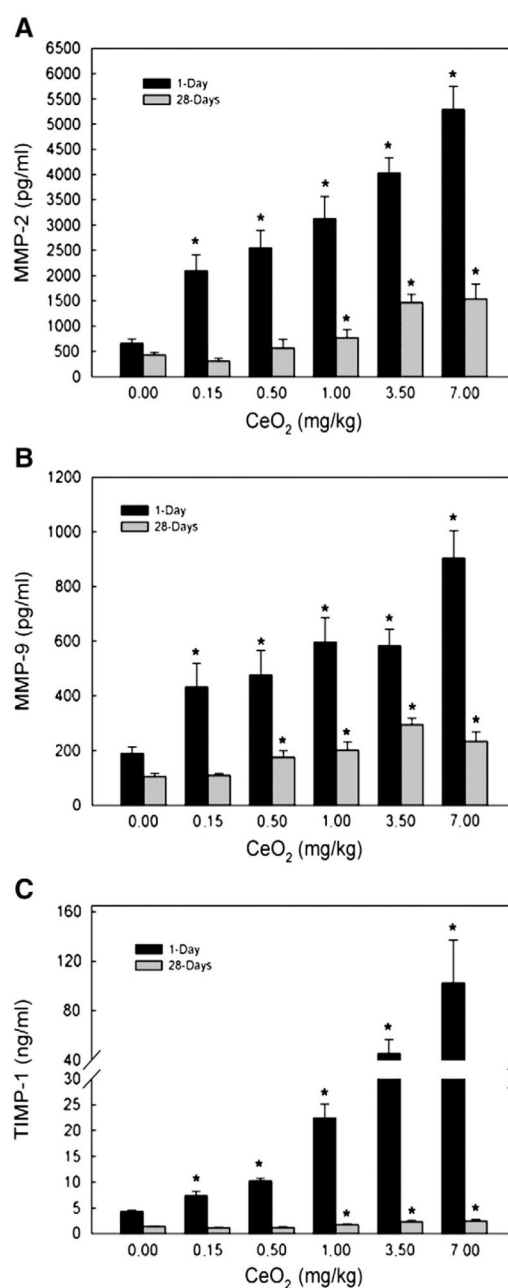 A
6500
6000
5500
5000
4500
4000
3500
3000
2500
2000
1500
1000
500
0
MMP-2 (pg/ml)
1-Day
28-Days
* * * * * * * *
0.00 0.15 0.50 1.00 3.50 7.00
CeO₂ (mg/kg)
B
1200
1000
800
600
400
200
0
MMP-9 (pg/ml)
1-Day
28-Days
* * * * * * * * *
0.00 0.15 0.50 1.00 3.50 7.00
CeO₂ (mg/kg)
C
160
120
80
40
30
25
20
15
10
5
0
TIMP-1 (ng/ml)
1-Day
28-Days
* * * * * * * *
0.00 0.15 0.50 1.00 3.50 7 00
CeO₂ (mg/kg)